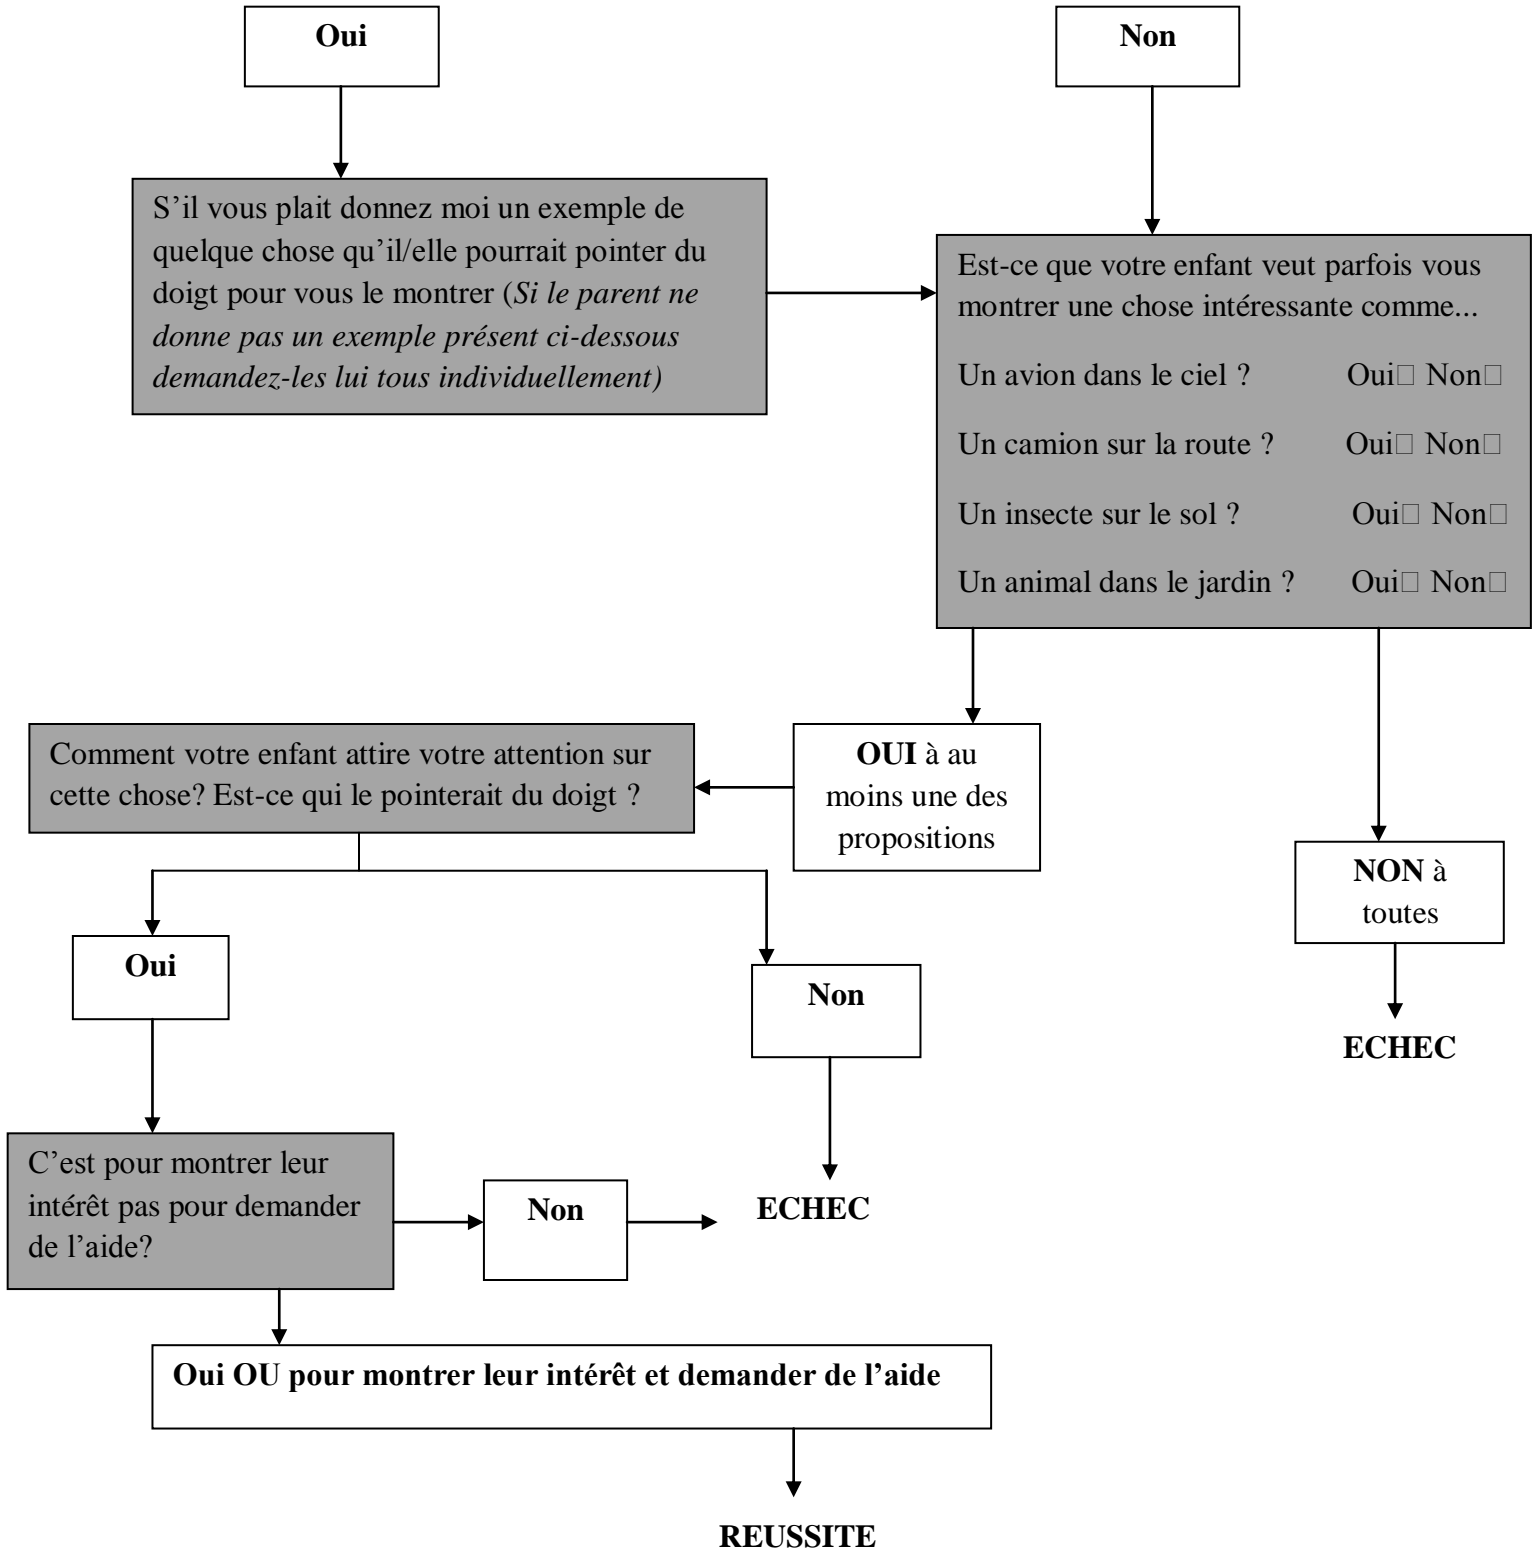 Oui
Non
S’il vous plait donnez moi un exemple de
quelque chose qu’il/elle pourrait pointer du
doigt pour vous le montrer (Si le parent ne
donne pas un exemple présent ci-dessous
demandez-les lui tous individuellement)
Est-ce que votre enfant veut parfois vous
montrer une chose intéressante comme...
Un avion dans le ciel ? Oui□ Non□
Un camion sur la route ? Oui□ Non□
Un insecte sur le sol ? Oui□ Non□
Un animal dans le jardin ? Oui□ Non□
Comment votre enfant attire votre attention sur
cette chose? Est-ce qui le pointerait du doigt ?
OUI à au
moins une des
propositions
NON à
toutes
Oui
Non
ECHEC
C’est pour montrer leur
intérêt pas pour demander
de l’aide?
Non
ECHEC
Oui OU pour montrer leur intérêt et demander de l’aide
REUSSITE